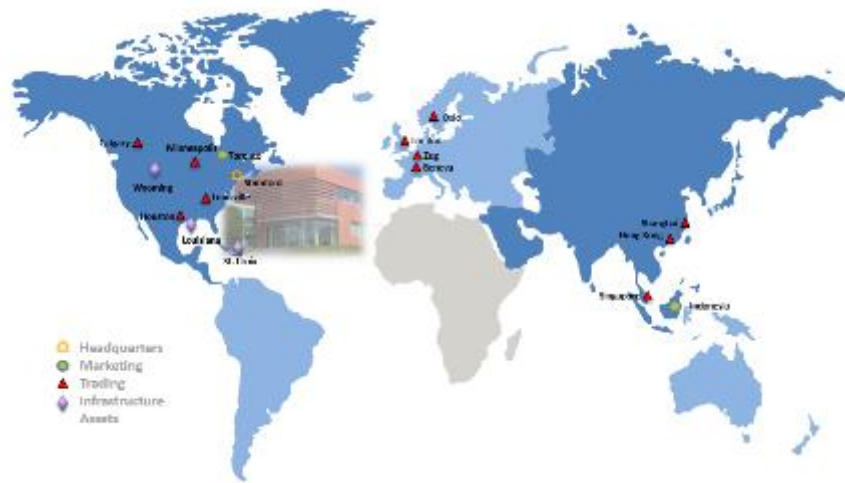 Oslo
London
Calgary
Minneapolis
Toronto
Zug
Geneva
Stamford
Wyoming
Louisville
Houston
Shanghai
Louisiana
Hong Kong
St. Croix
Singapore
Indonesia
Headquarters
Marketing
Trading
Infrastructure
Assets